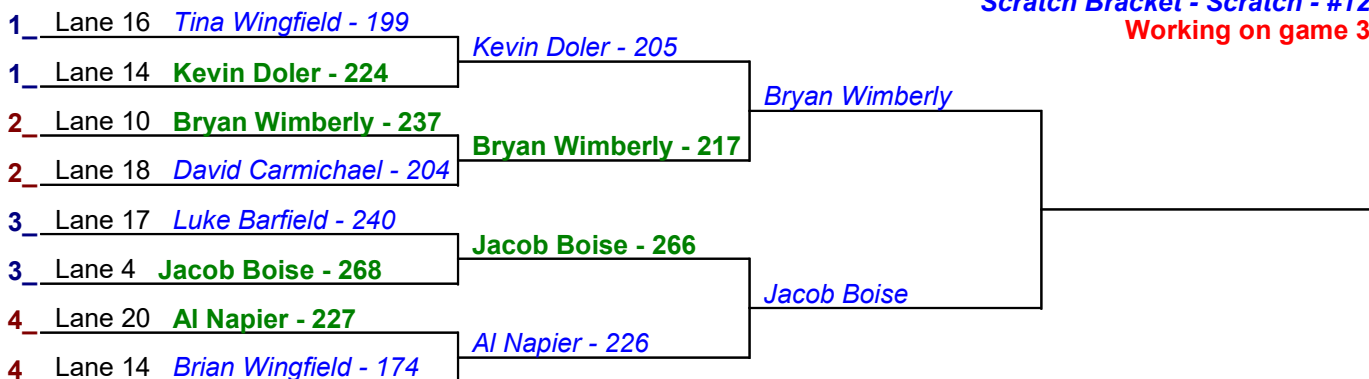 Scratch Bracket - Scratch - #12
Working on game 3
1_ Lane 16 Tina Wingfield - 199
Kevin Doler - 205
1_ Lane 14 Kevin Doler - 224
Bryan Wimberly
2_ Lane 10 Bryan Wimberly - 237
Bryan Wimberly - 217
2_ Lane 18 David Carmichael - 204
3_ Lane 17 Luke Barfield - 240
Jacob Boise - 266
3_ Lane 4 Jacob Boise - 268
Jacob Boise
4_ Lane 20 Al Napier - 227
Al Napier - 226
4 Lane 14 Brian Wingfield - 174